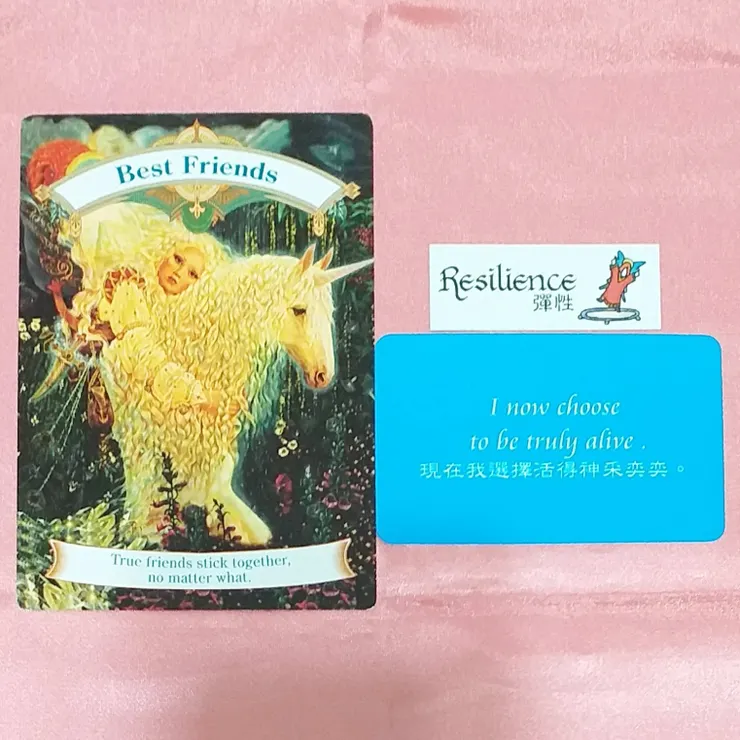 Best Friends
True friends stick together,
no matter what.
Resilience
彈性
I now choose
to be truly alive .
現在我選擇活得神采奕奕。